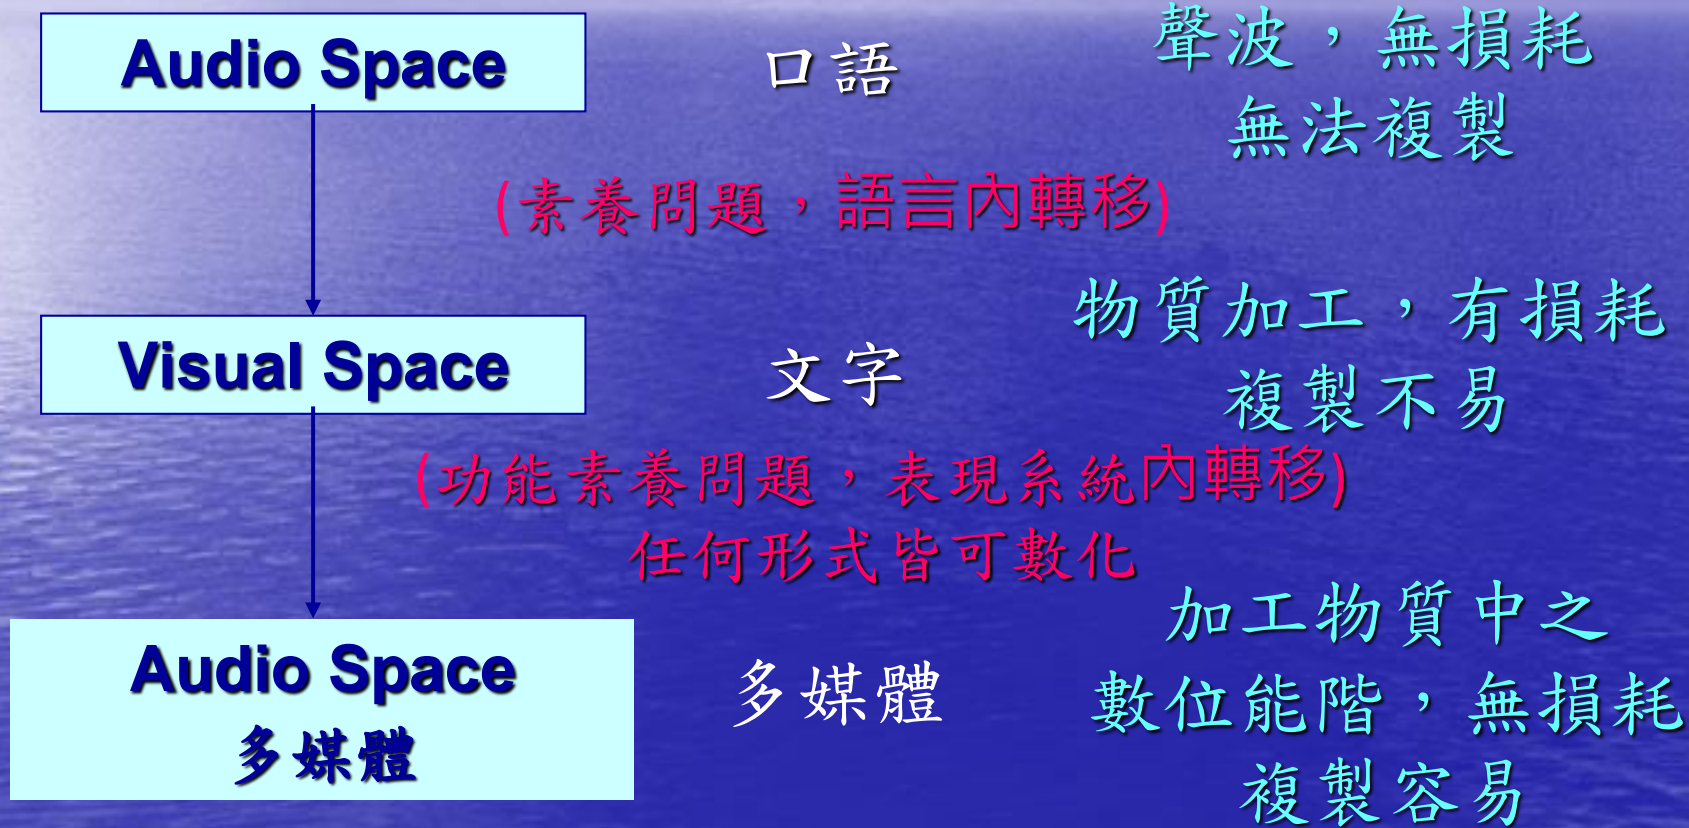 Audio Space
口語
聲波，無損耗
無法複製
(素養問題，語言內轉移)
Visual Space
文字
物質加工，有損耗
複製不易
(功能素養問題，表現系統內轉移)
任何形式皆可數化
Audio Space
多媒體
多媒體
加工物質中之
數位能階，無損耗
複製容易